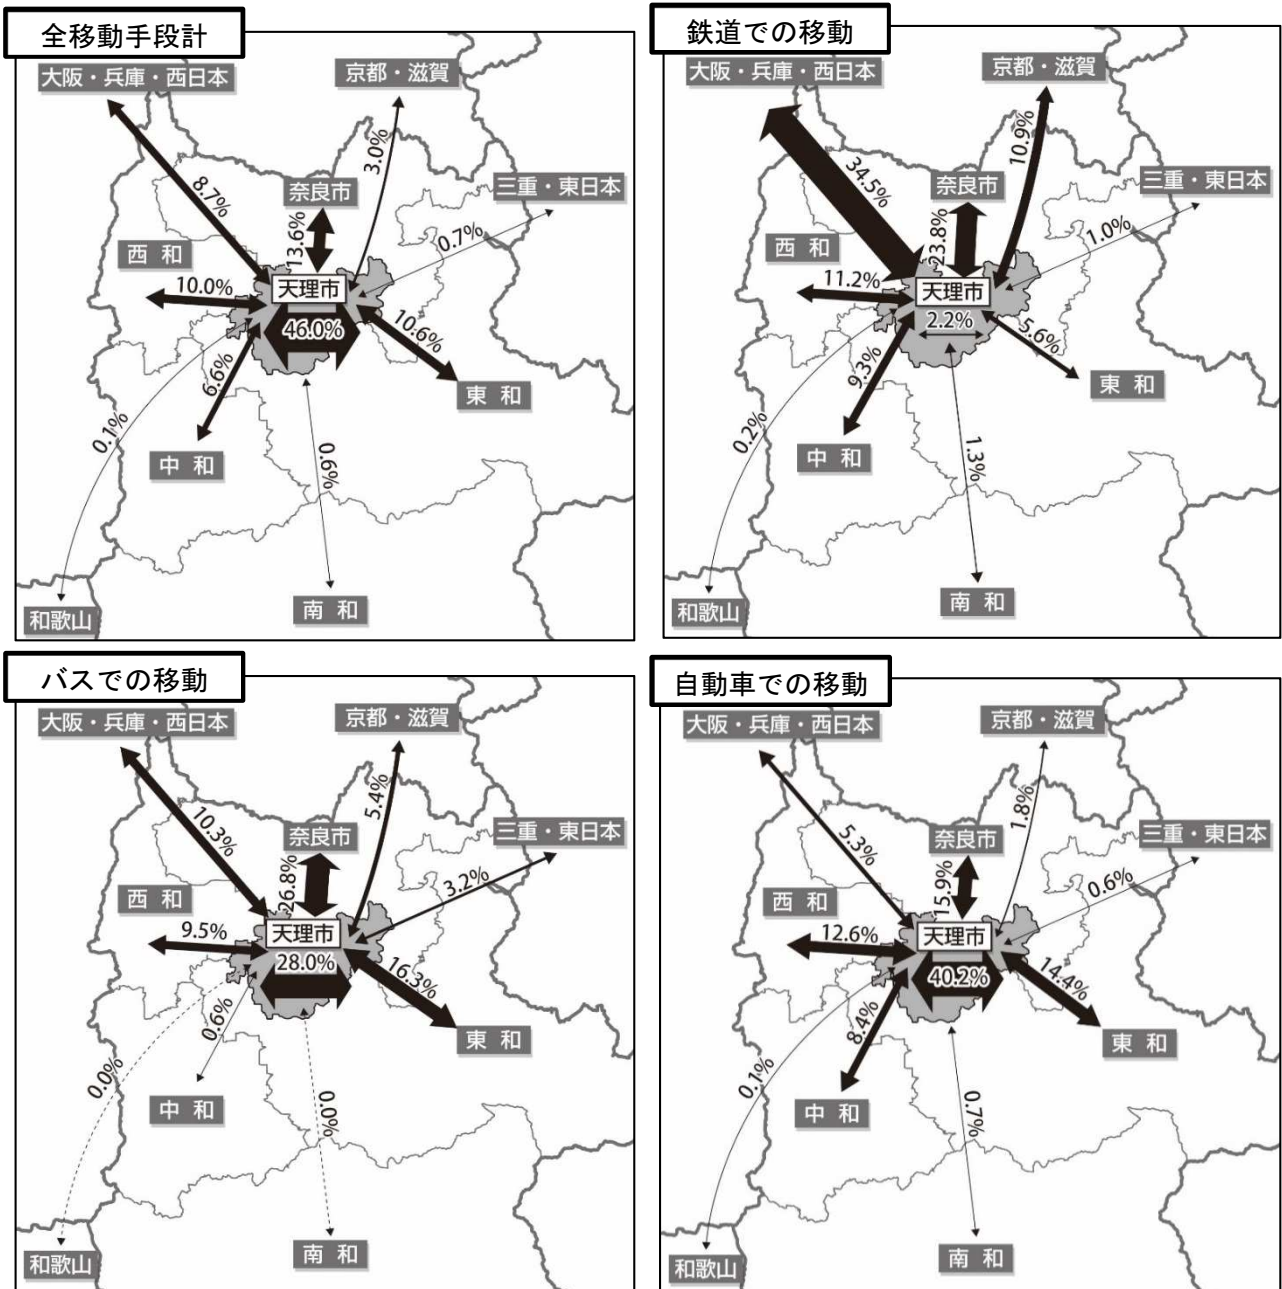 全移動手段計
大阪・兵庫・西日本
京都・滋賀
3.0%
8.7%
奈良市
三重・東日本
13.6%
0.7%
西 和
10.0%
天理市
46.0%
10.6%
6.6%
東 和
0.1%
中 和
0.9%
和歌山
南 和
鉄道での移動
大阪・兵庫・西日本
京都・滋賀
10.9%
34.5%
奈良市
三重・東日本
23.8%
1.0%
西 和
11.2%
天理市
2.2%
5.6%
9.3%
東 和
0.2%
中 和
1.3%
和歌山
南 和
バスでの移動
大阪・兵庫・西日本
京都・滋賀
5.4%
10.3%
奈良市
三重・東日本
26.8%
3.2%
西 和
9.5%
天理市
28.0%
16.3%
0.6%
東 和
0.0%
中 和
0.0%
和歌山
南 和
自動車での移動
大阪・兵庫・西日本
京都・滋賀
1.8%
5.3%
奈良市
三重・東日本
15.9%
0.6%
西 和
12.6%
天理市
40.2%
14.4%
8.4%
東 和
0.1%
中 和
0.7%
和歌山
南 和